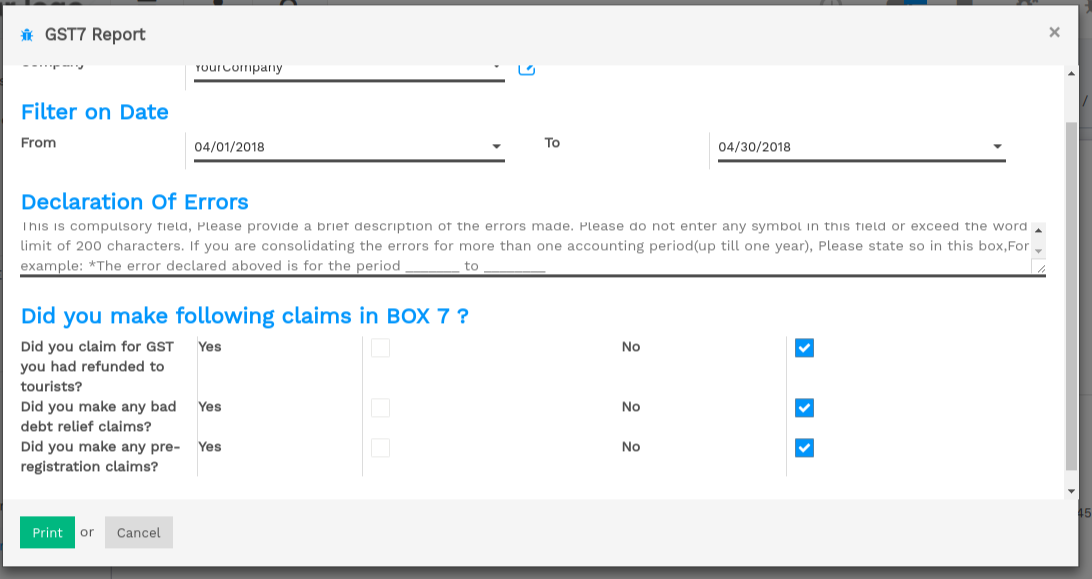 GST7 Report
×
Company
YourCompany
Filter on Date
From
04/01/2018
To
04/30/2018
Declaration Of Errors
This is compulsory field, Please provide a brief description of the errors made. Please do not enter any symbol in this field or exceed the word
limit of 200 characters. If you are consolidating the errors for more than one accounting period(up till one year), Please state so in this box,For
example: *The error declared aboved is for the period ________ to _________
Did you make following claims in BOX 7 ?
Did you claim for GST
you had refunded to
tourists?
Yes
No
Did you make any bad
debt relief claims?
Yes
No
Did you make any pre-
registration claims?
Yes
No
Print or Cancel
45